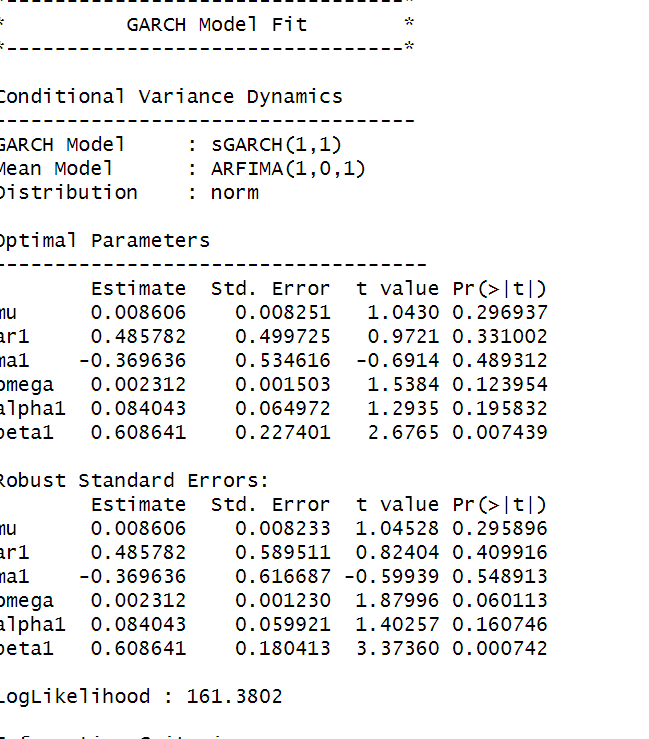 *---------------------------------*
* GARCH Model Fit *
*---------------------------------*
Conditional Variance Dynamics
-----------------------------------
GARCH Model : sGARCH(1,1)
Mean Model : ARFIMA(1,0,1)
Distribution : norm
Optimal Parameters
------------------------------------
Estimate Std. Error t value Pr(>|t|)
mu 0.008606 0.008251 1.0430 0.296937
ar1 0.485782 0.499725 0.9721 0.331002
ma1 -0.369636 0.534616 -0.6914 0.489312
omega 0.002312 0.001503 1.5384 0.123954
alpha1 0.084043 0.064972 1.2935 0.195832
beta1 0.608641 0.227401 2.6765 0.007439
Robust Standard Errors:
Estimate Std. Error t value Pr(>|t|)
mu 0.008606 0.008233 1.04528 0.295896
ar1 0.485782 0.589511 0.82404 0.409916
ma1 -0.369636 0.616687 -0.59939 0.548913
omega 0.002312 0.001230 1.87996 0.060113
alpha1 0.084043 0.059921 1.40257 0.160746
beta1 0.608641 0.180413 3.37360 0.000742
LogLikelihood : 161.3802